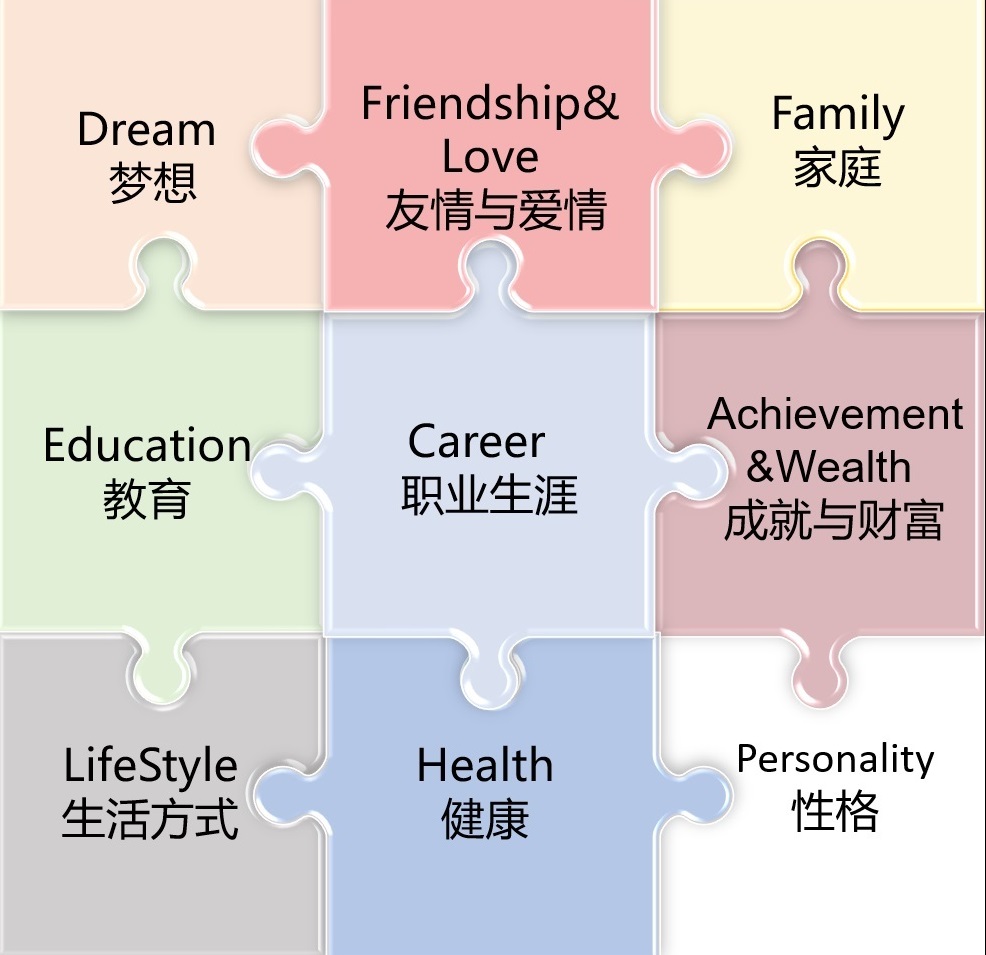 Dream
梦想
Friendship&
Love
友情与爱情
Family
家庭
Education
教育
Career
职业生涯
Achievement
&Wealth
成就与财富
LifeStyle
生活方式
Health
健康
Personality
性格